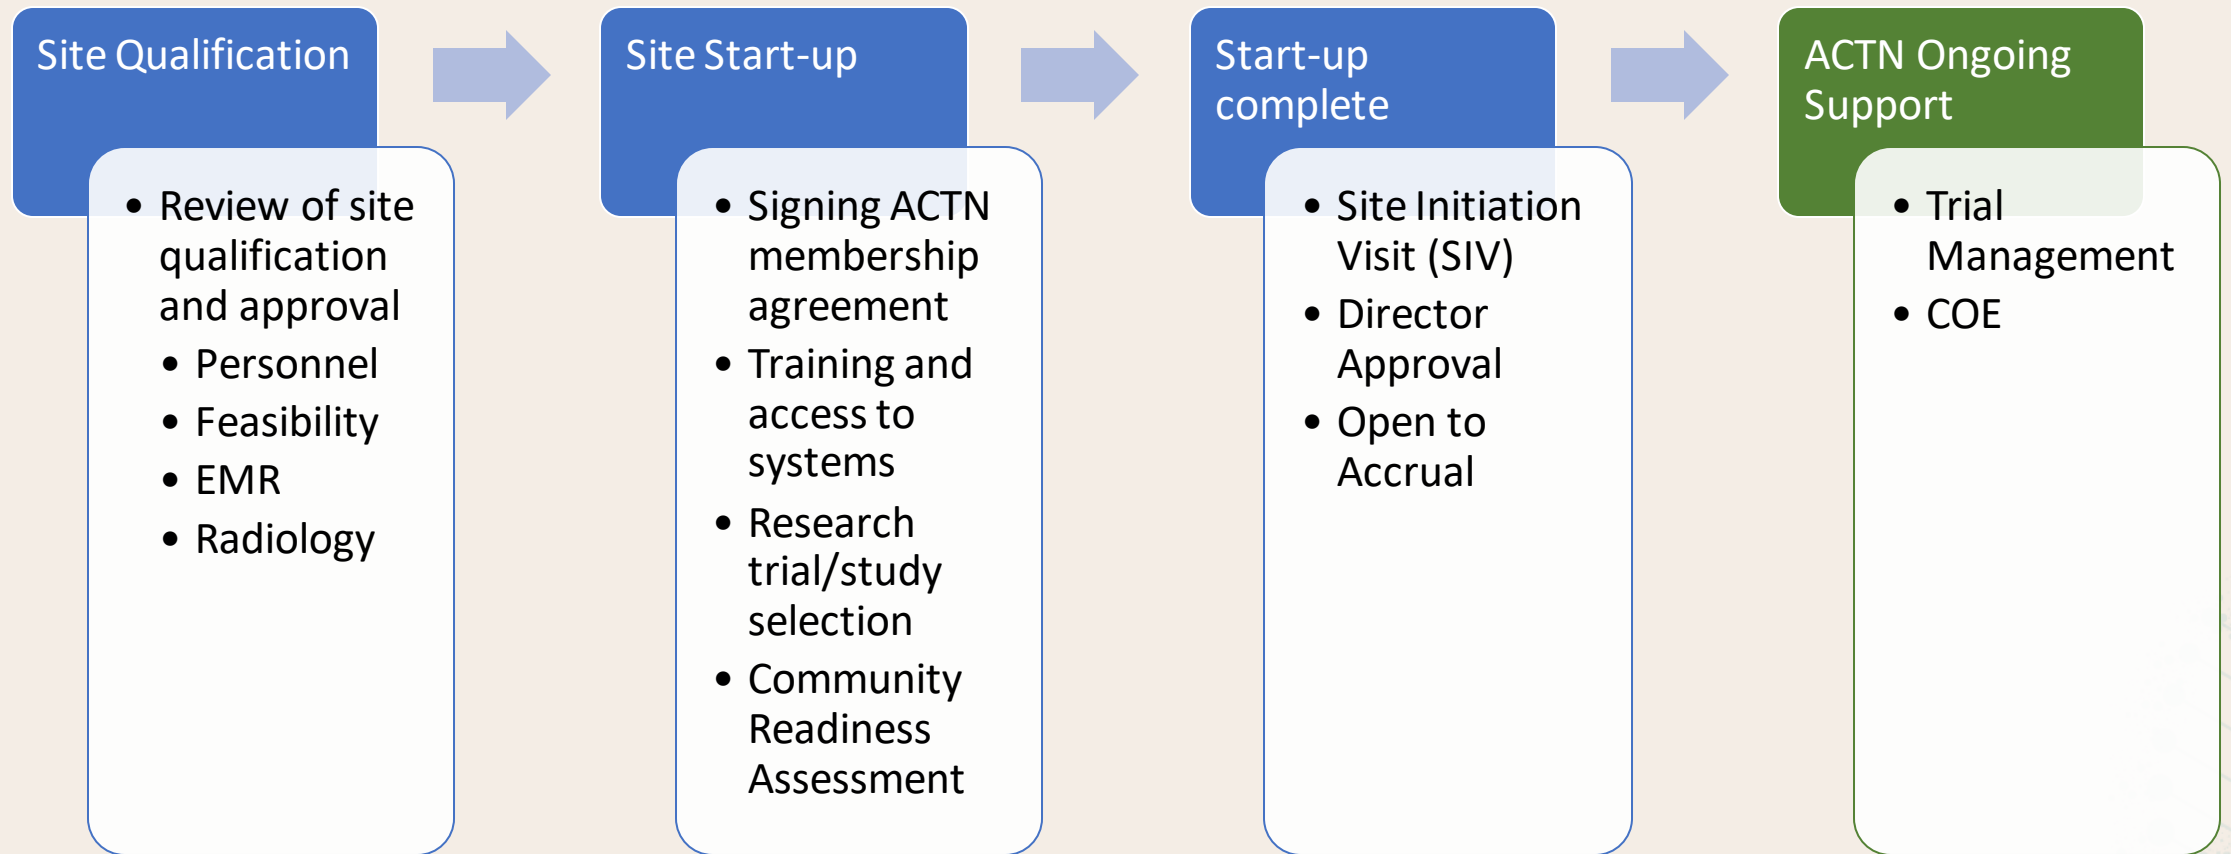 Site Qualification
• Review of site
qualification
and approval
• Personnel
• Feasibility
• EMR
• Radiology
Site Start-up
• Signing ACTN
membership
agreement
• Training and
access to
systems
• Research
trial/study
selection
• Community
Readiness
Assessment
Start-up
complete
• Site Initiation
Visit (SIV)
• Director
Approval
• Open to
Accrual
ACTN Ongoing
Support
• Trial
Management
• COE